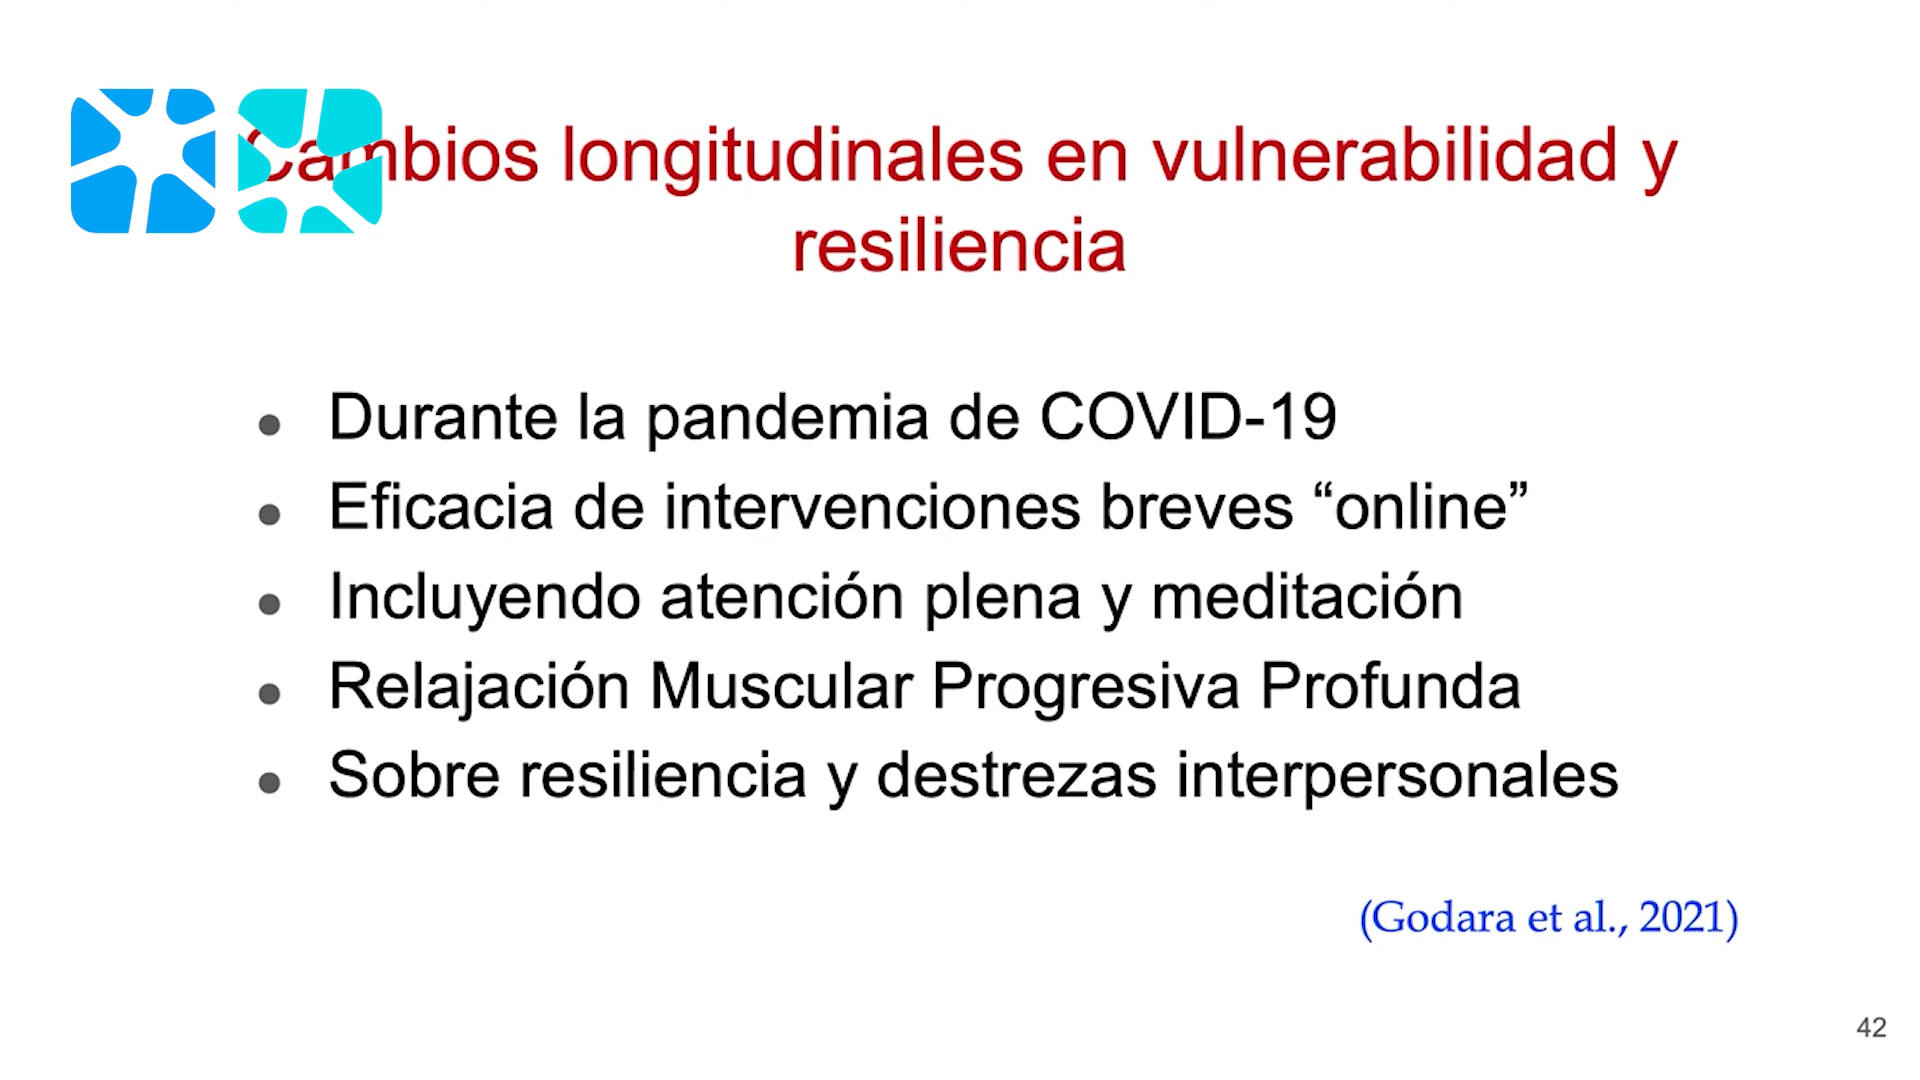 Cambios longitudinales en vulnerabilidad y
resiliencia
● Durante la pandemia de COVID-19
● Eficacia de intervenciones breves “online”
● Incluyendo atención plena y meditación
● Relajación Muscular Progresiva Profunda
● Sobre resiliencia y destrezas interpersonales
(Godara et al., 2021)
42